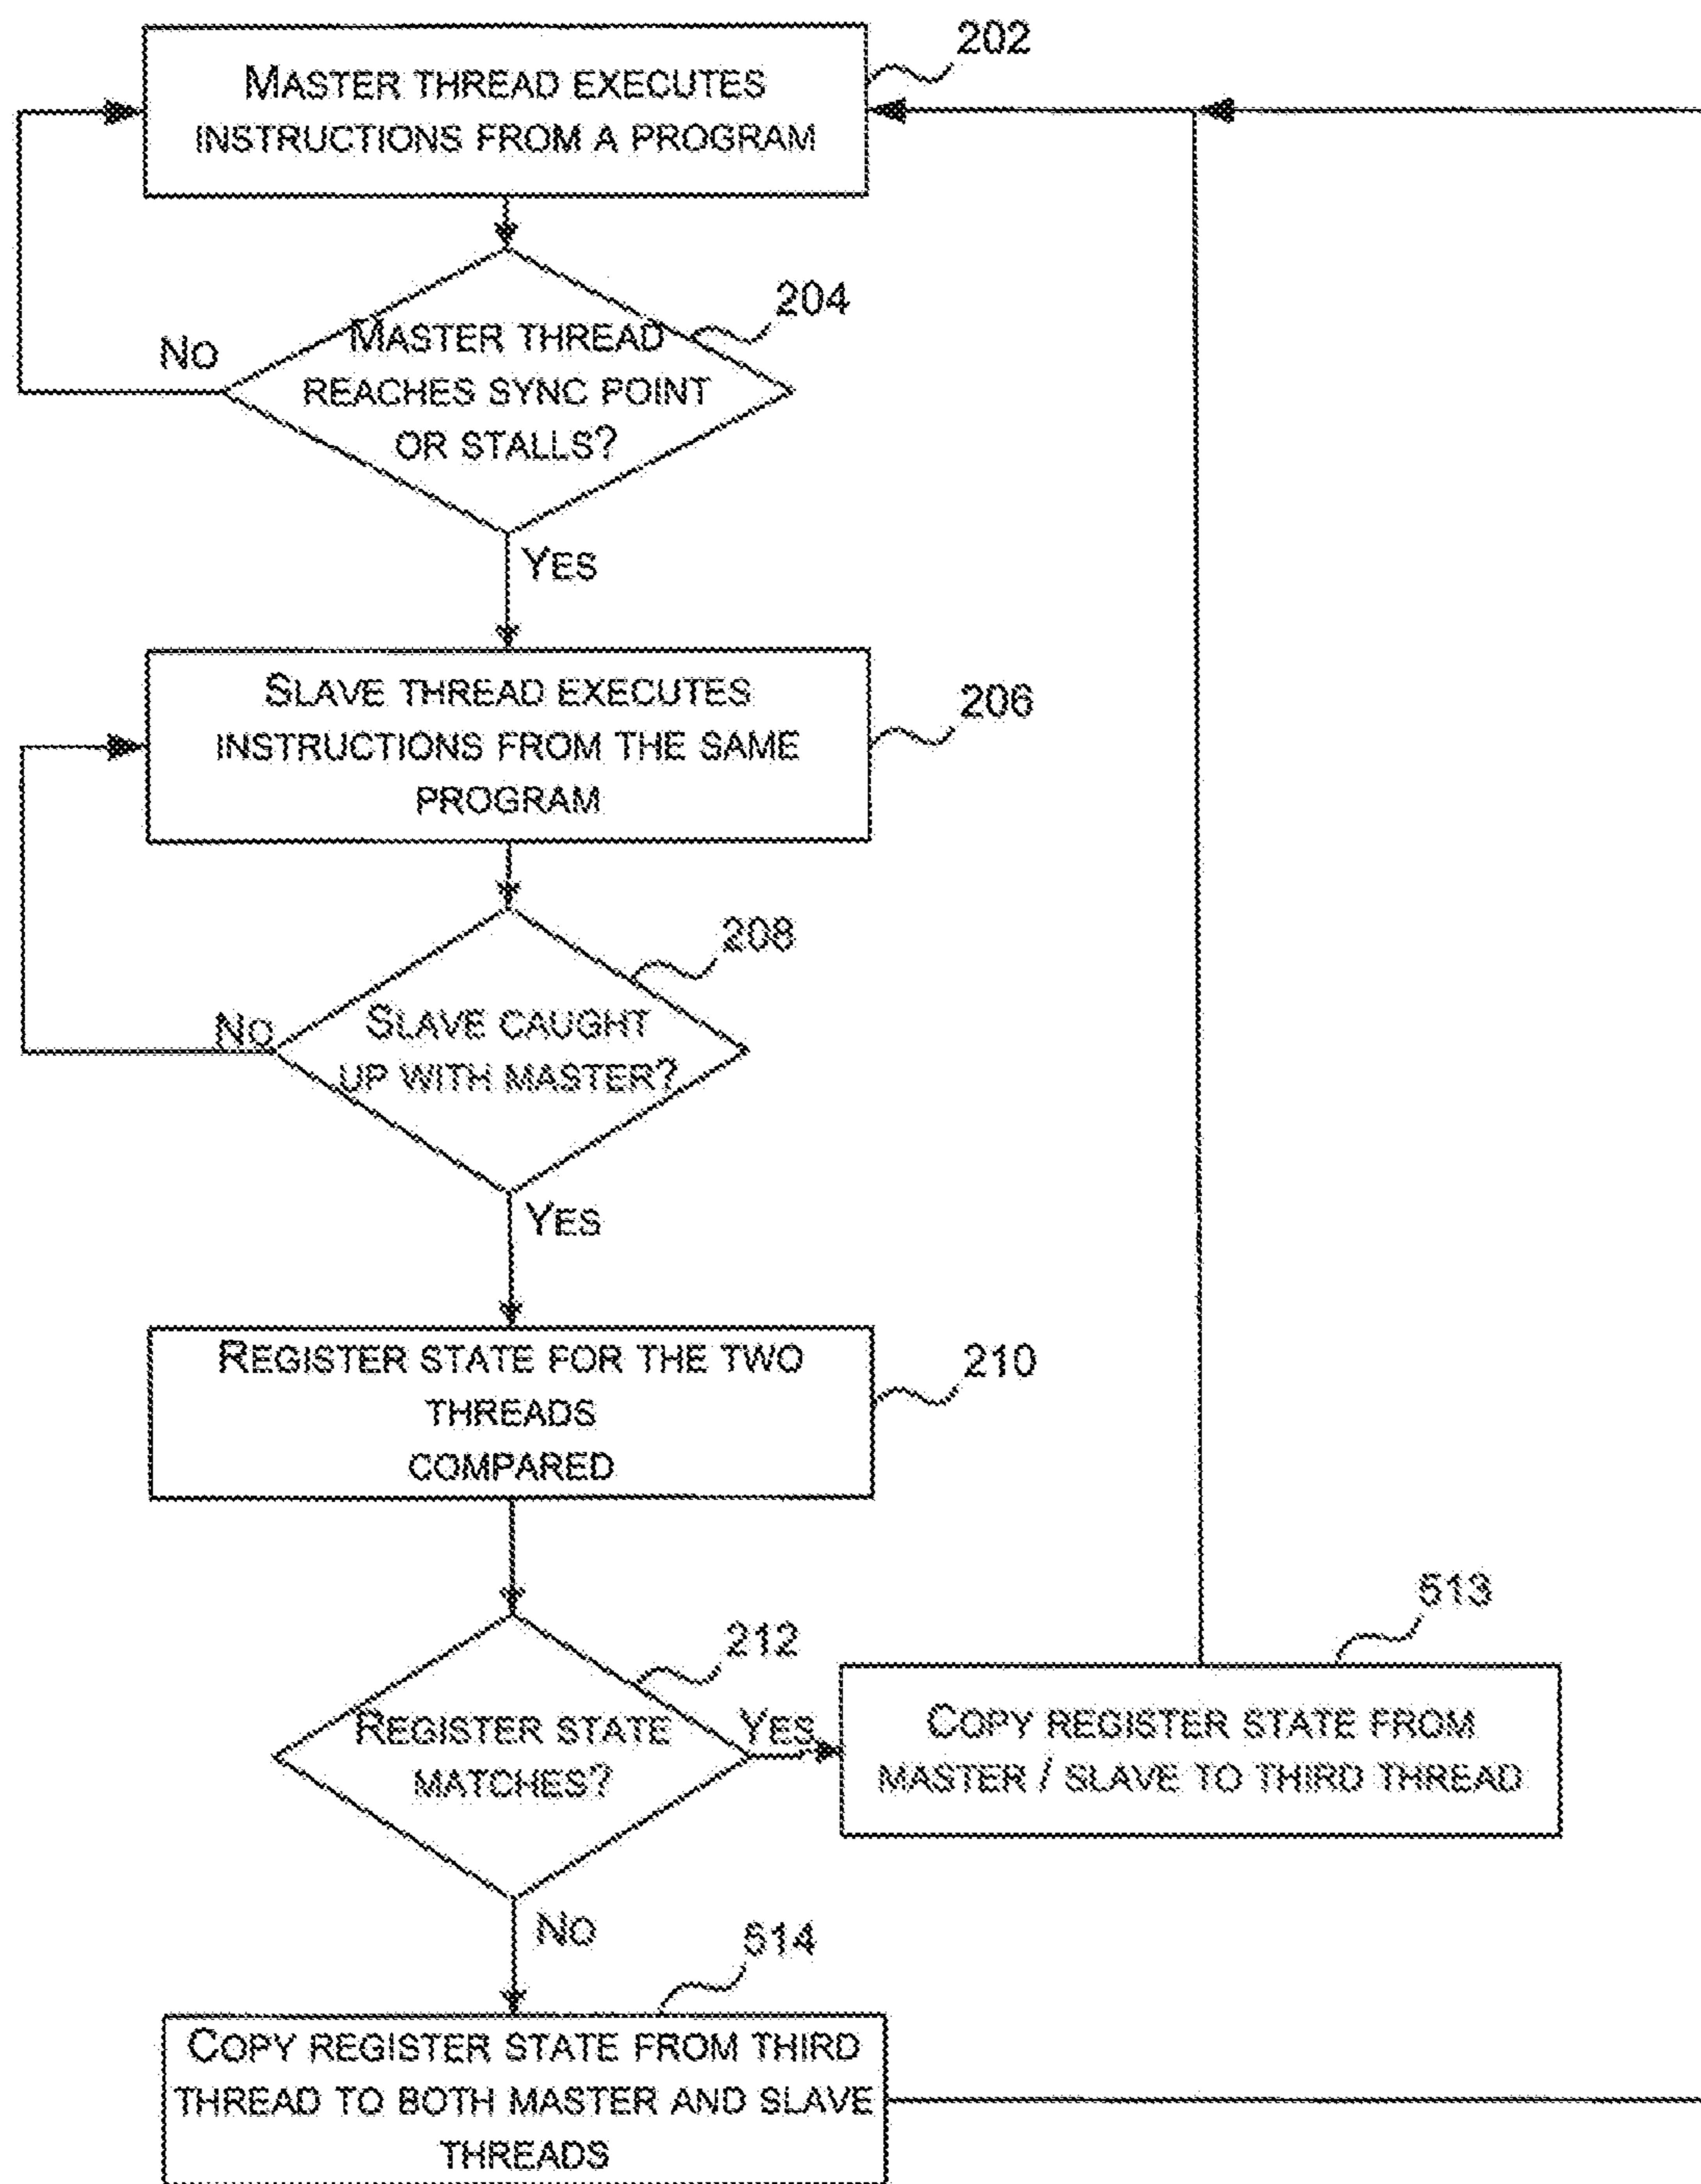 202
MASTER THREAD EXECUTES
INSTRUCTIONS FROM A PROGRAM
204
NO
MASTER THREAD
REACHES SYNC POINT
OR STALLS?
YES
SLAVE THREAD EXECUTES
INSTRUCTIONS FROM THE SAME
PROGRAM
206
208
NO
SLAVE CAUGHT
UP WITH MASTER?
YES
REGISTER STATE FOR THE TWO
THREADS
COMPARED
210
513
212
REGISTER STATE
MATCHES?
YES
COPY REGISTER STATE FROM
MASTER / SLAVE TO THIRD THREAD
NO
514
COPY REGISTER STATE FROM THIRD
THREAD TO BOTH MASTER AND SLAVE
THREADS